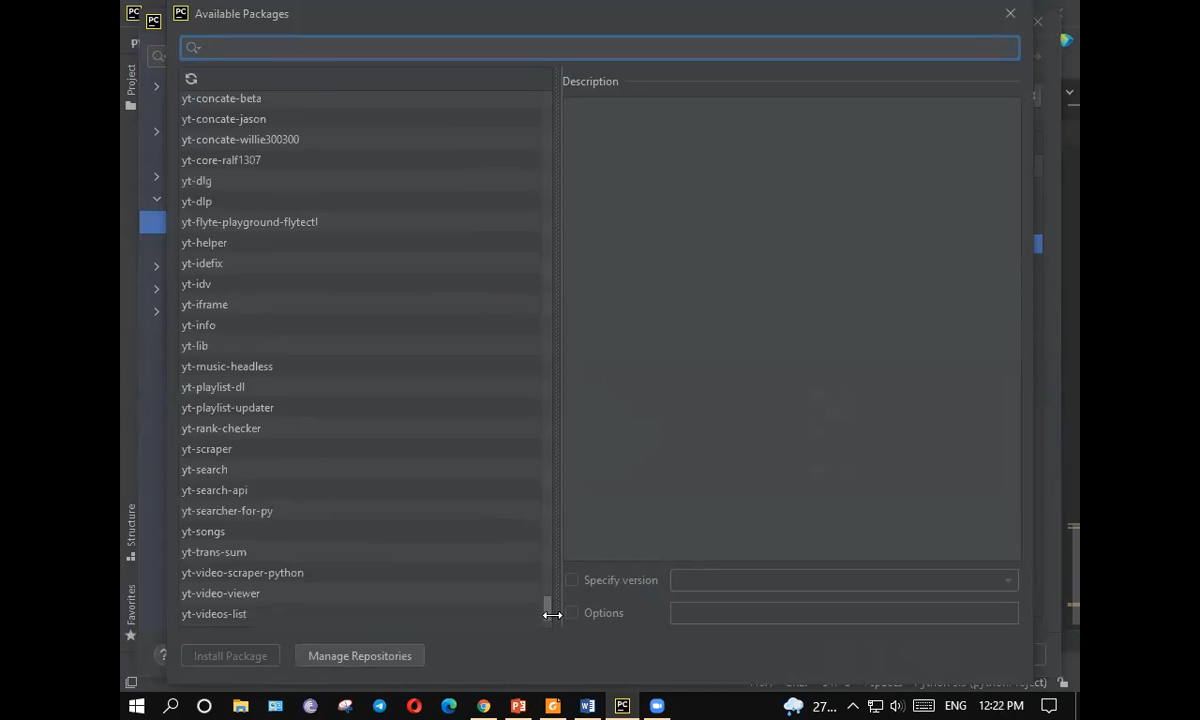 PC
PC
PC Available Packages
P
Project
Description
yt-concate-beta
yt-concate-jason
yt-concate-willie300300
yt-core-ralf1307
yt-dlg
yt-dlp
yt-flyte-playground-flytectl
yt-helper
yt-idefix
yt-idv
yt-iframe
yt-info
yt-lib
yt-music-headless
yt-playlist-dl
yt-playlist-updater
yt-rank-checker
yt-scraper
yt-search
yt-search-api
yt-searcher-for-py
yt-songs
yt-trans-sum
yt-video-scraper-python
yt-video-viewer
yt-videos-list
Structure
Favorites
Specify version
Options
?
Install Package
Manage Repositories
27...
ENG
12:22 PM